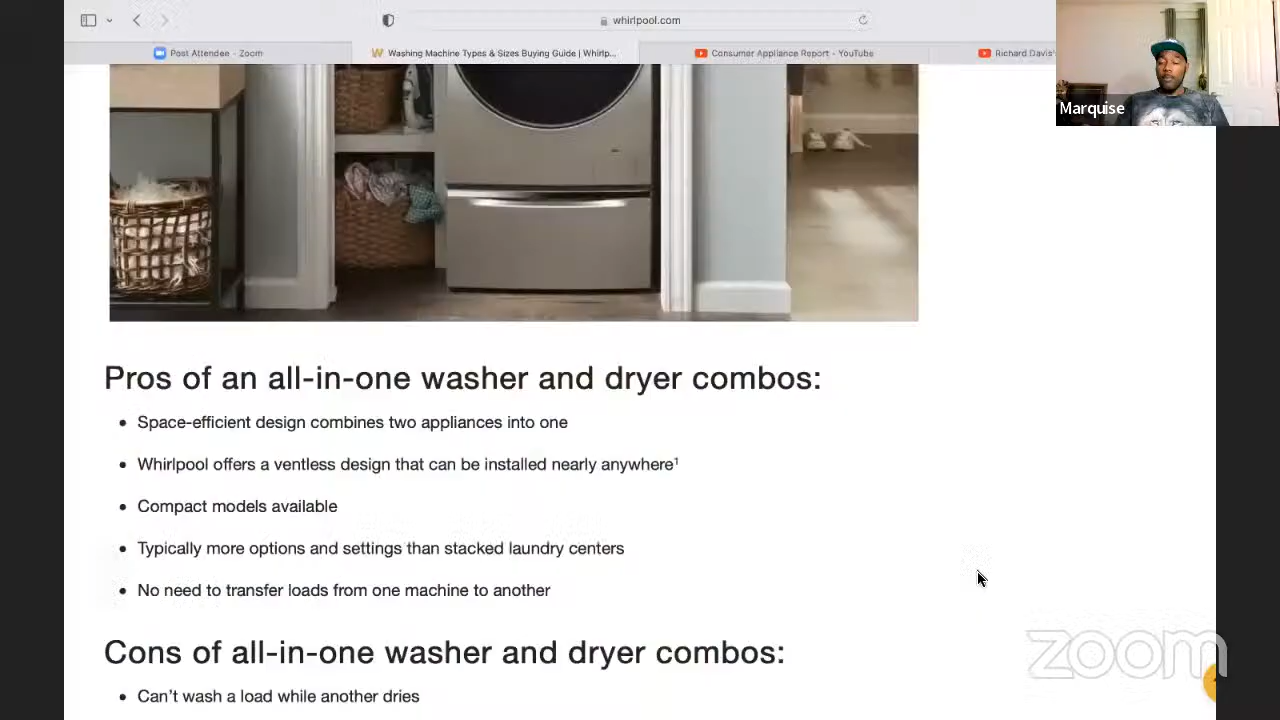 whirlpool.com
Post Attendee - Zoom
Washing Machine Types & Sizes Buying Guide | Whirlp...
Consumer Appliance Report - YouTube
Richard Davis'
Marquise
Pros of an all-in-one washer and dryer combos:
• Space-efficient design combines two appliances into one
• Whirlpool offers a ventless design that can be installed nearly anywhere¹
• Compact models available
• Typically more options and settings than stacked laundry centers
• No need to transfer loads from one machine to another
Cons of all-in-one washer and dryer combos:
• Can’t wash a load while another dries
zoom